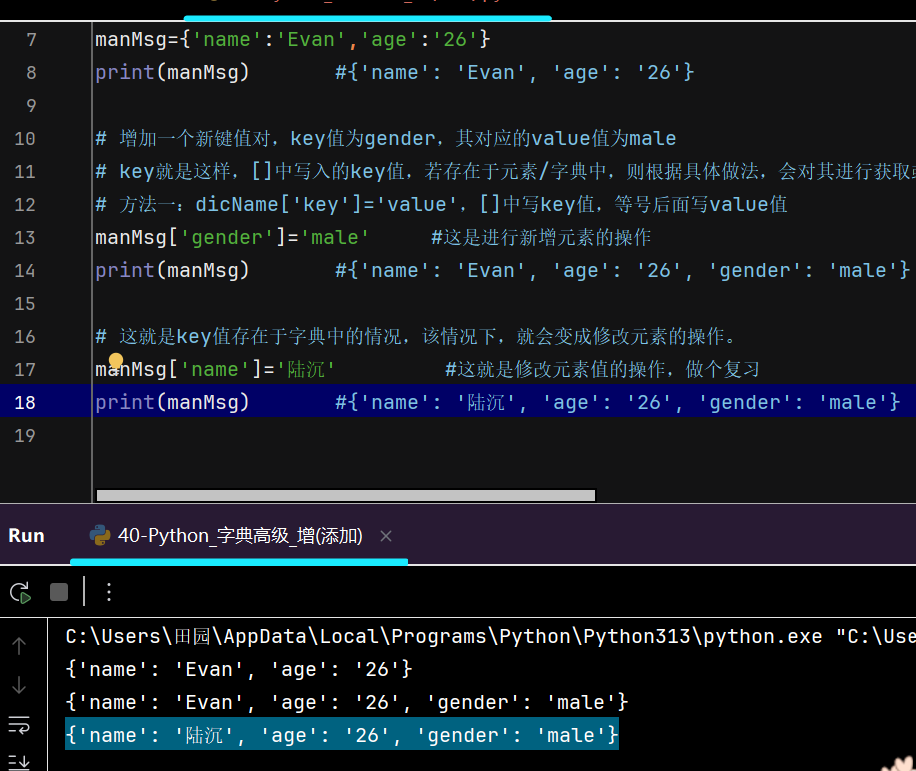 7 manMsg={'name':'Evan','age':'26'}
8 print(manMsg) #{'name': 'Evan', 'age': '26'}
9
10 # 增加一个新键值对，key值为gender，其对应的value值为male
11 # key就是这样，[]中写入的key值，若存在于元素/字典中，则根据具体做法，会对其进行获取
12 # 方法一：dicName['key']='value'，[]中写key值，等号后面写value值
13 manMsg['gender']='male' #这是进行新增元素的操作
14 print(manMsg) #{'name': 'Evan', 'age': '26', 'gender': 'male'}
15
16 # 这就是key值存在于字典中的情况，该情况下，就会变成修改元素的操作。
17 manMsg['name']='陆沉' #这就是修改元素值的操作，做个复习
18 print(manMsg) #{'name': '陆沉', 'age': '26', 'gender': 'male'}
19
Run 40-Python_字典高级_增(添加)
C:\Users\田园\AppData\Local\Programs\Python\Python313\python.exe "C:\Use
{'name': 'Evan', 'age': '26'}
{'name': 'Evan', 'age': '26', 'gender': 'male'}
{'name': '陆沉', 'age': '26', 'gender': 'male'}